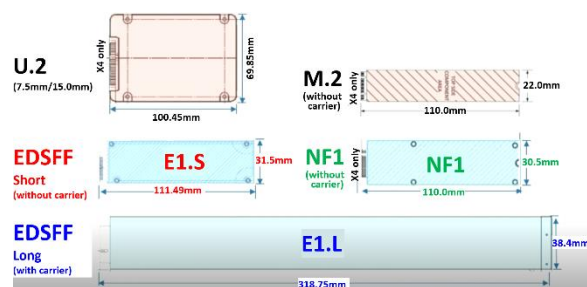 U.2
(7.5mm/15.0mm)
X4 only
69.85mm
100.45mm
M.2
(without carrier)
X4 only
22.0mm
110.0mm
EDSFF
Short
(without carrier)
E1.S
31.5mm
111.49mm
NF1
(without carrier)
X4 only
NF1
30.5mm
110.0mm
EDSFF
Long
(with carrier)
E1.L
38.4mm
318.75mm